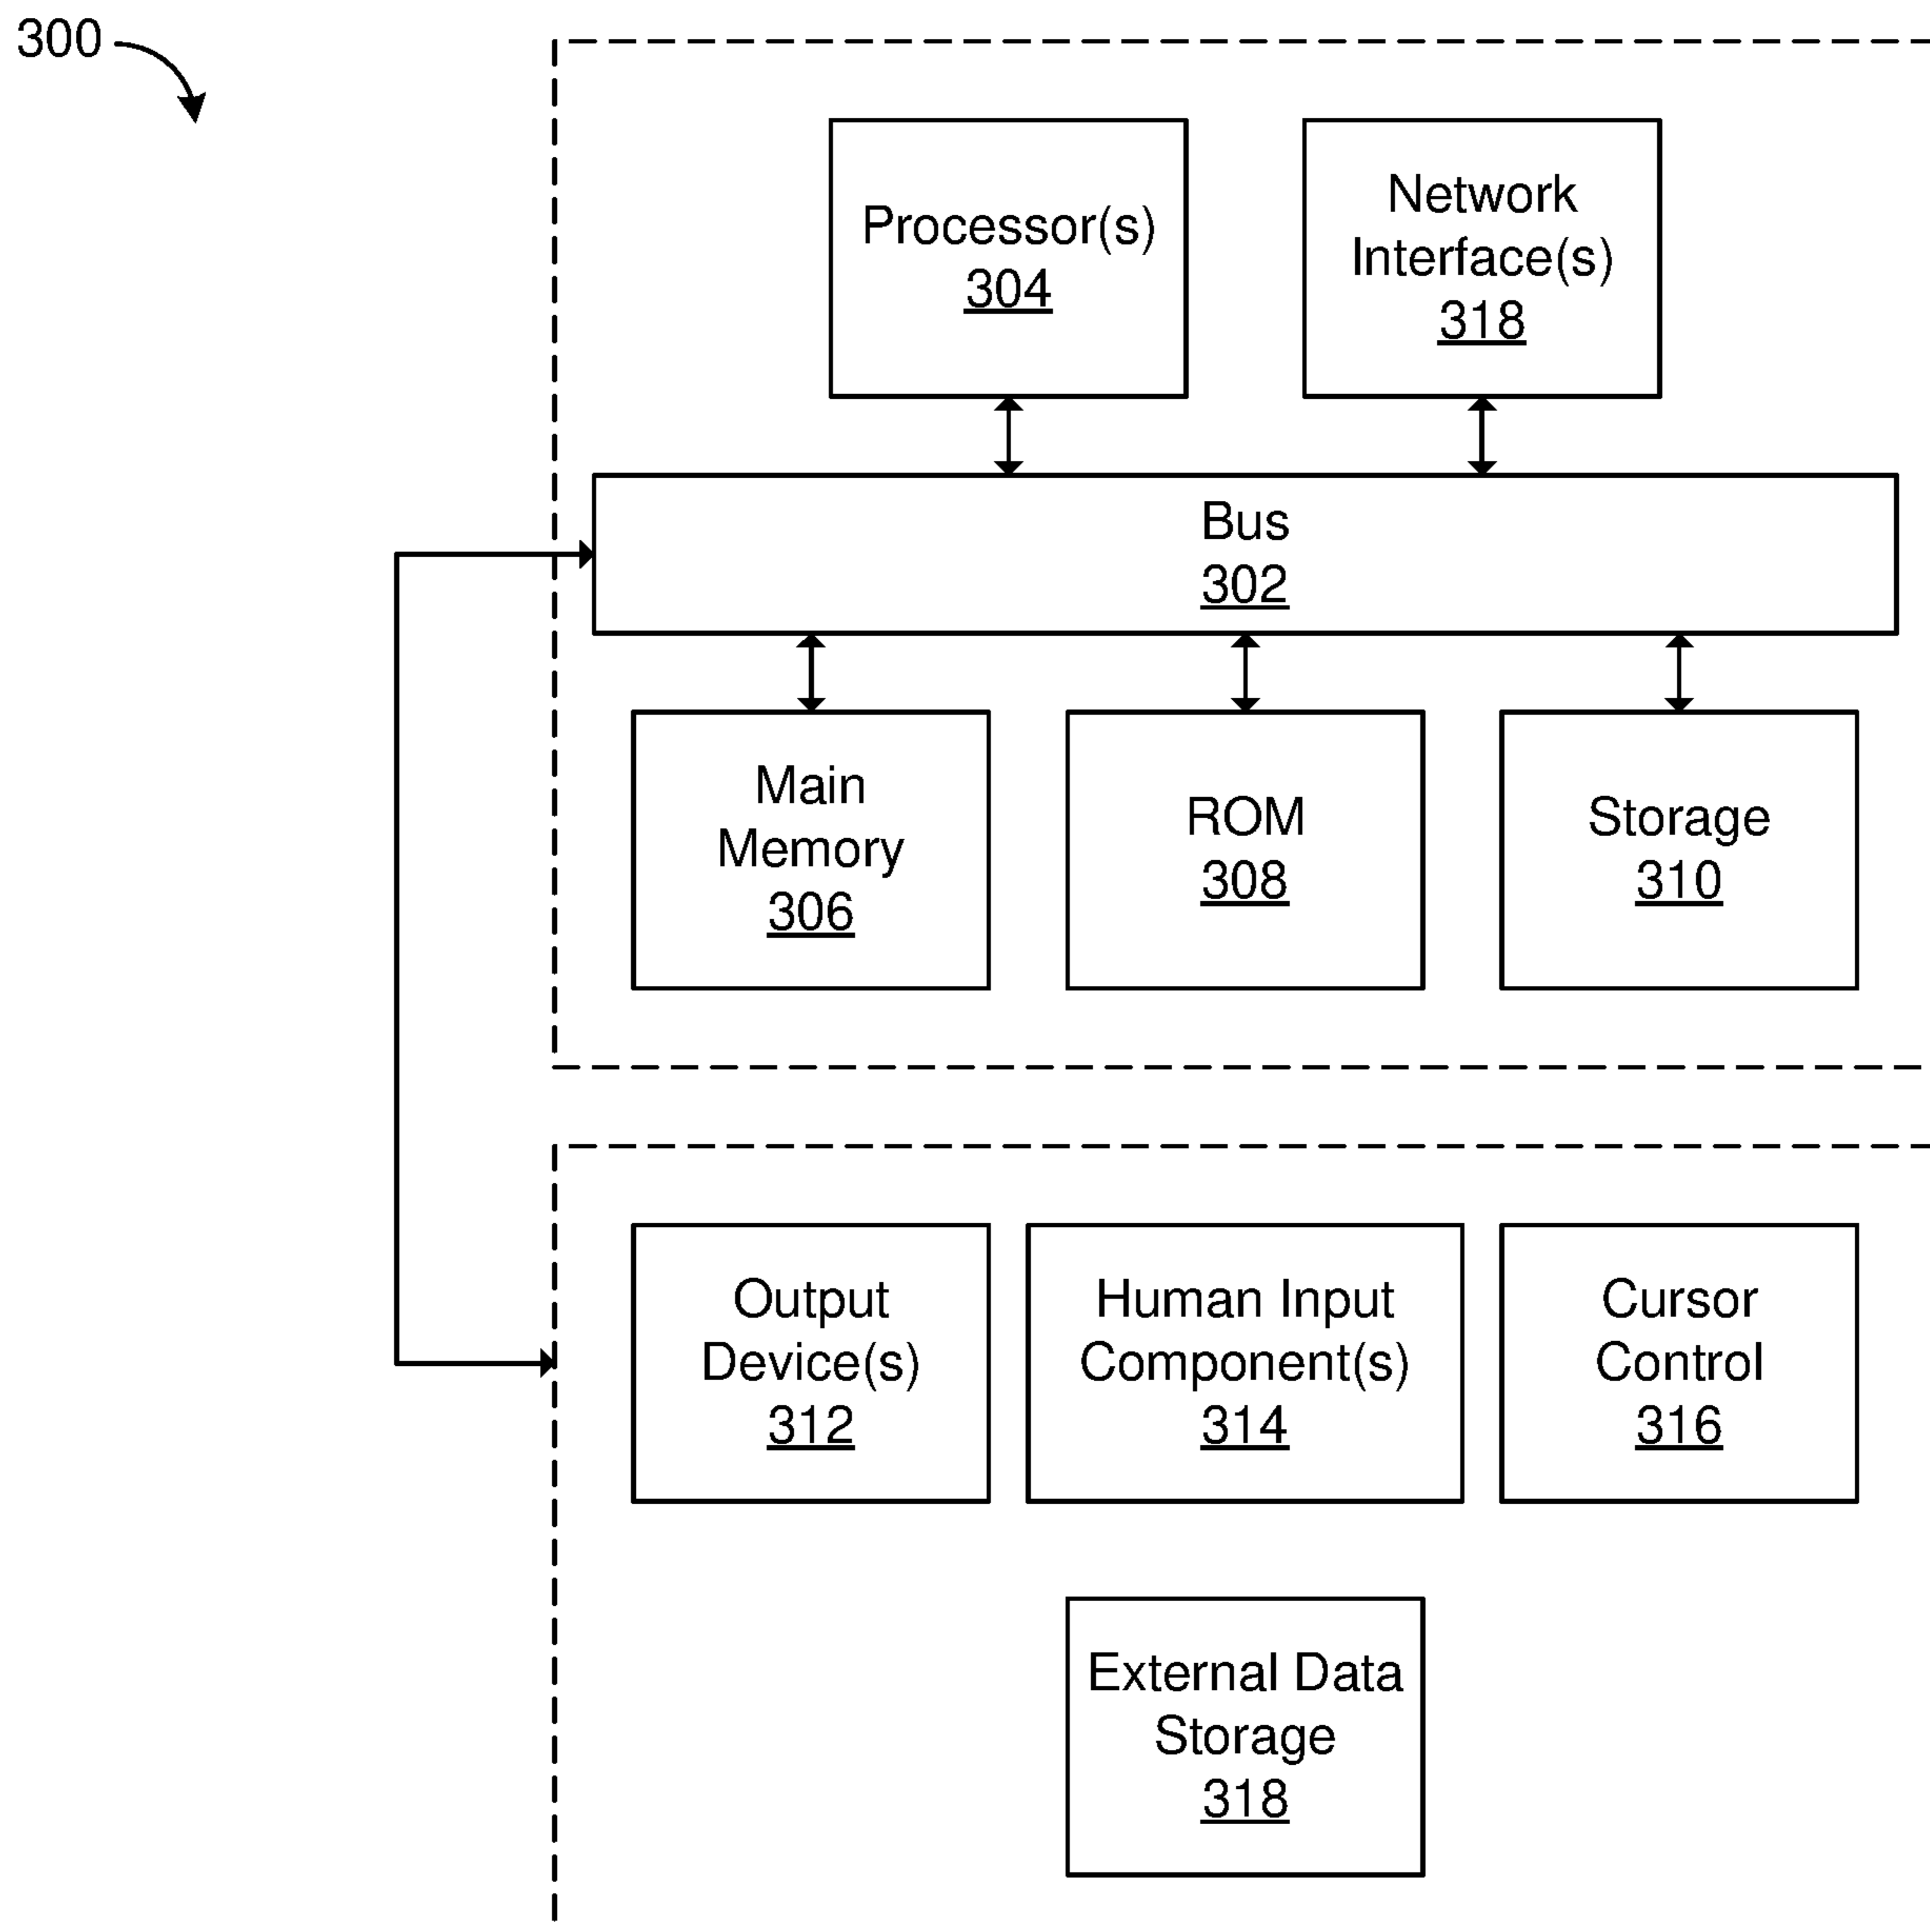 300
Processor(s)
304
Network
Interface(s)
318
Bus
302
Main
Memory
306
ROM
308
Storage
310
Output
Device(s)
312
Human Input
Component(s)
314
Cursor
Control
316
External Data
Storage
318